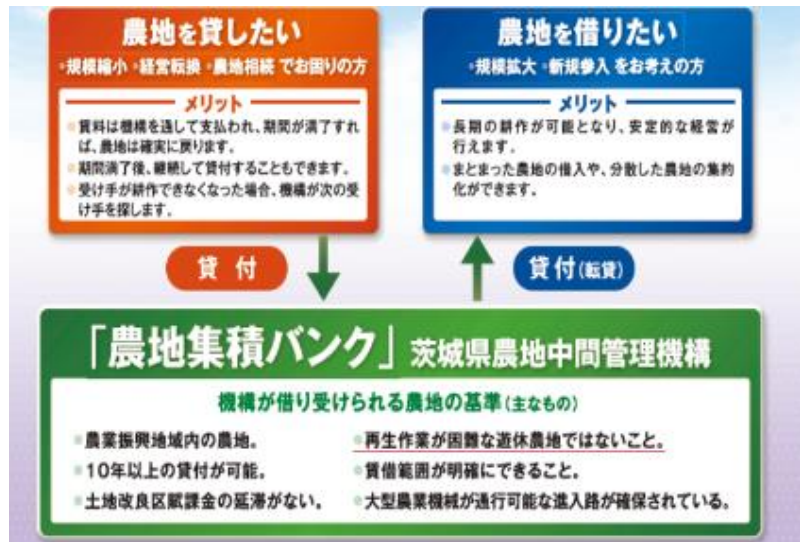 農地を貸したい
•規模縮小 •経営転換 •農地相続 でお困りの方
メリット
賃料は機構を通して支払われ、期間が満了すれ
ば、農地は確実に戻ります。
期間満了後、継続して貸付することもできます。
受け手が耕作できなくなった場合、機構が次の受
け手を探します。
農地を借りたい
•規模拡大 •新規参入 をお考えの方
メリット
長期の耕作が可能となり、安定的な経営が
行えます。
まとまった農地の借入や、分散した農地の集約
化ができます。
貸付
貸付(転貸)
「農地集積バンク」茨城県農地中間管理機構
機構が借り受けられる農地の基準(主なもの)
農業振興地域内の農地。
10年以上の貸付が可能。
土地改良区賦課金の延滞がない。
再生作業が困難な遊休農地ではないこと。
賃借範囲が明確にできること。
大型農業機械が通行可能な進入路が確保されている。